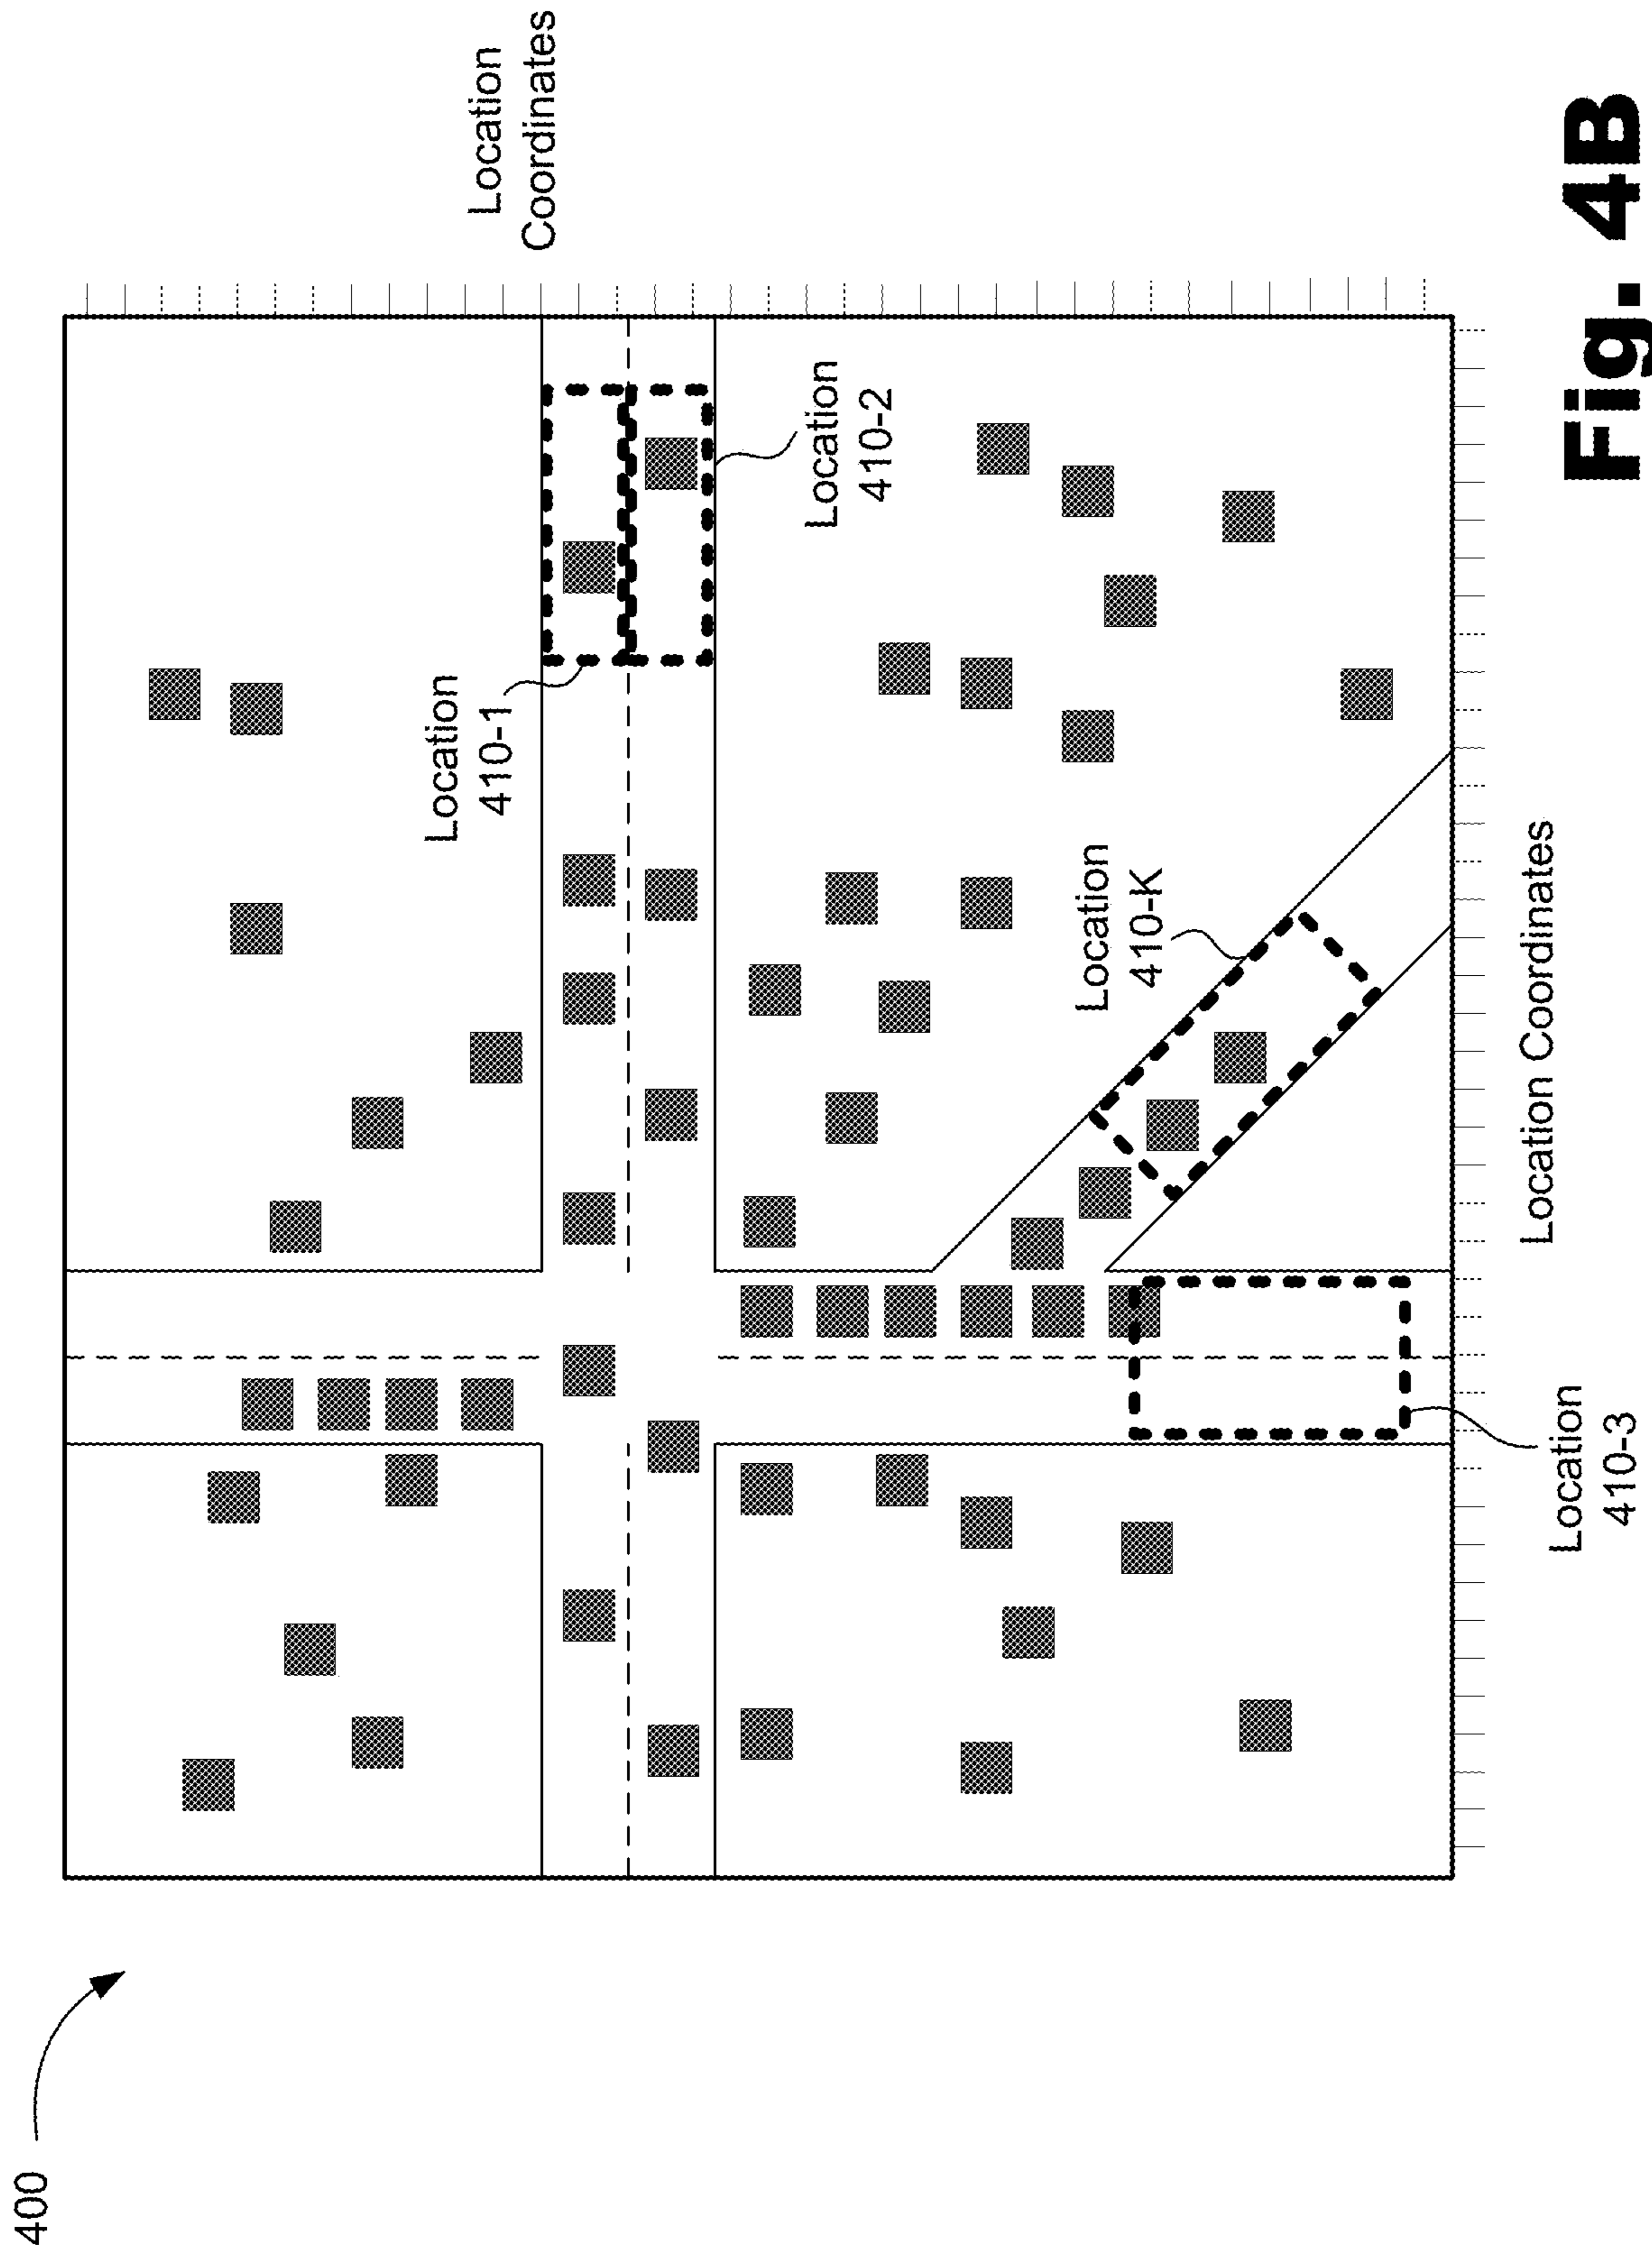 400
Location
410-1
Location
Coordinates
Location
410-2
Location
410-K
Location Coordinates
Location
410-3
Fig. 4B